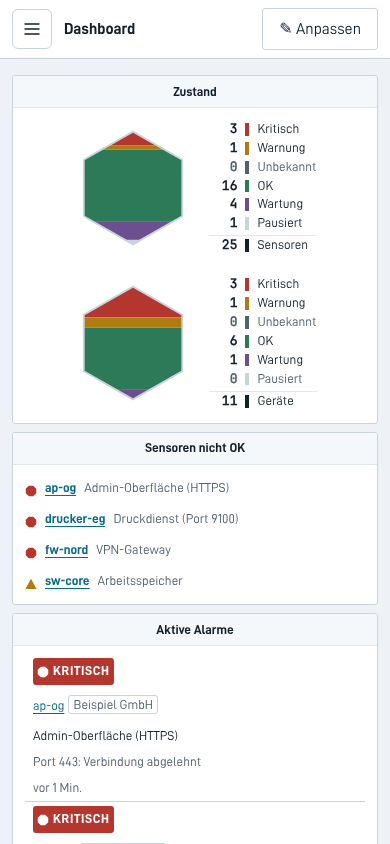 Dashboard
✎ Anpassen
Zustand
3 Kritisch
1 Warnung
0 Unbekannt
16 OK
4 Wartung
1 Pausiert
25 Sensoren
3 Kritisch
1 Warnung
0 Unbekannt
6 OK
1 Wartung
0 Pausiert
11 Geräte
Sensoren nicht OK
ap-og Admin-Oberfläche (HTTPS)
drucker-eg Druckdienst (Port 9100)
fw-nord VPN-Gateway
sw-core Arbeitsspeicher
Aktive Alarme
KRITISCH
ap-og Beispiel GmbH
Admin-Oberfläche (HTTPS)
Port 443: Verbindung abgelehnt
vor 1 Min.
KRITISCH